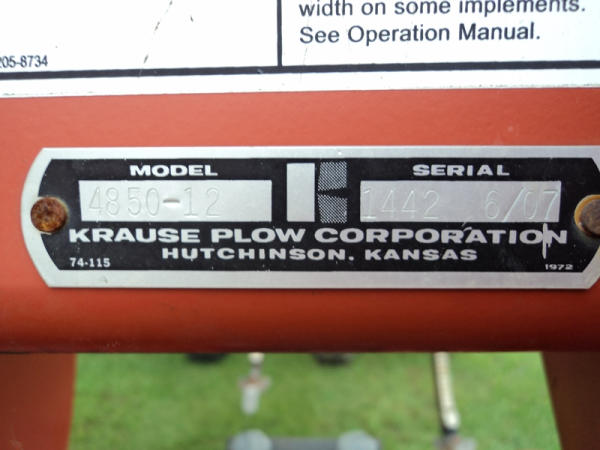 width on some implements.
See Operation Manual.
205-8734
MODEL SERIAL
4850-12 1442 6/07
KRAUSE PLOW CORPORATION
HUTCHINSON, KANSAS
74-115 1972